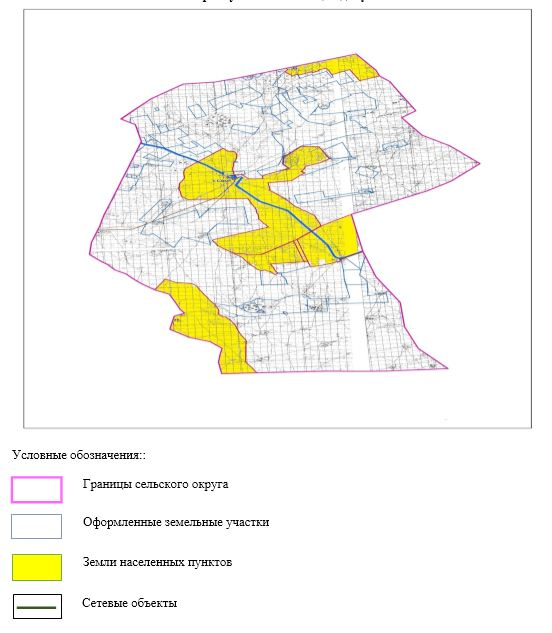 Условные обозначения::
Границы сельского округа
Оформленные земельные участки
Земли населенных пунктов
Сетевые объекты